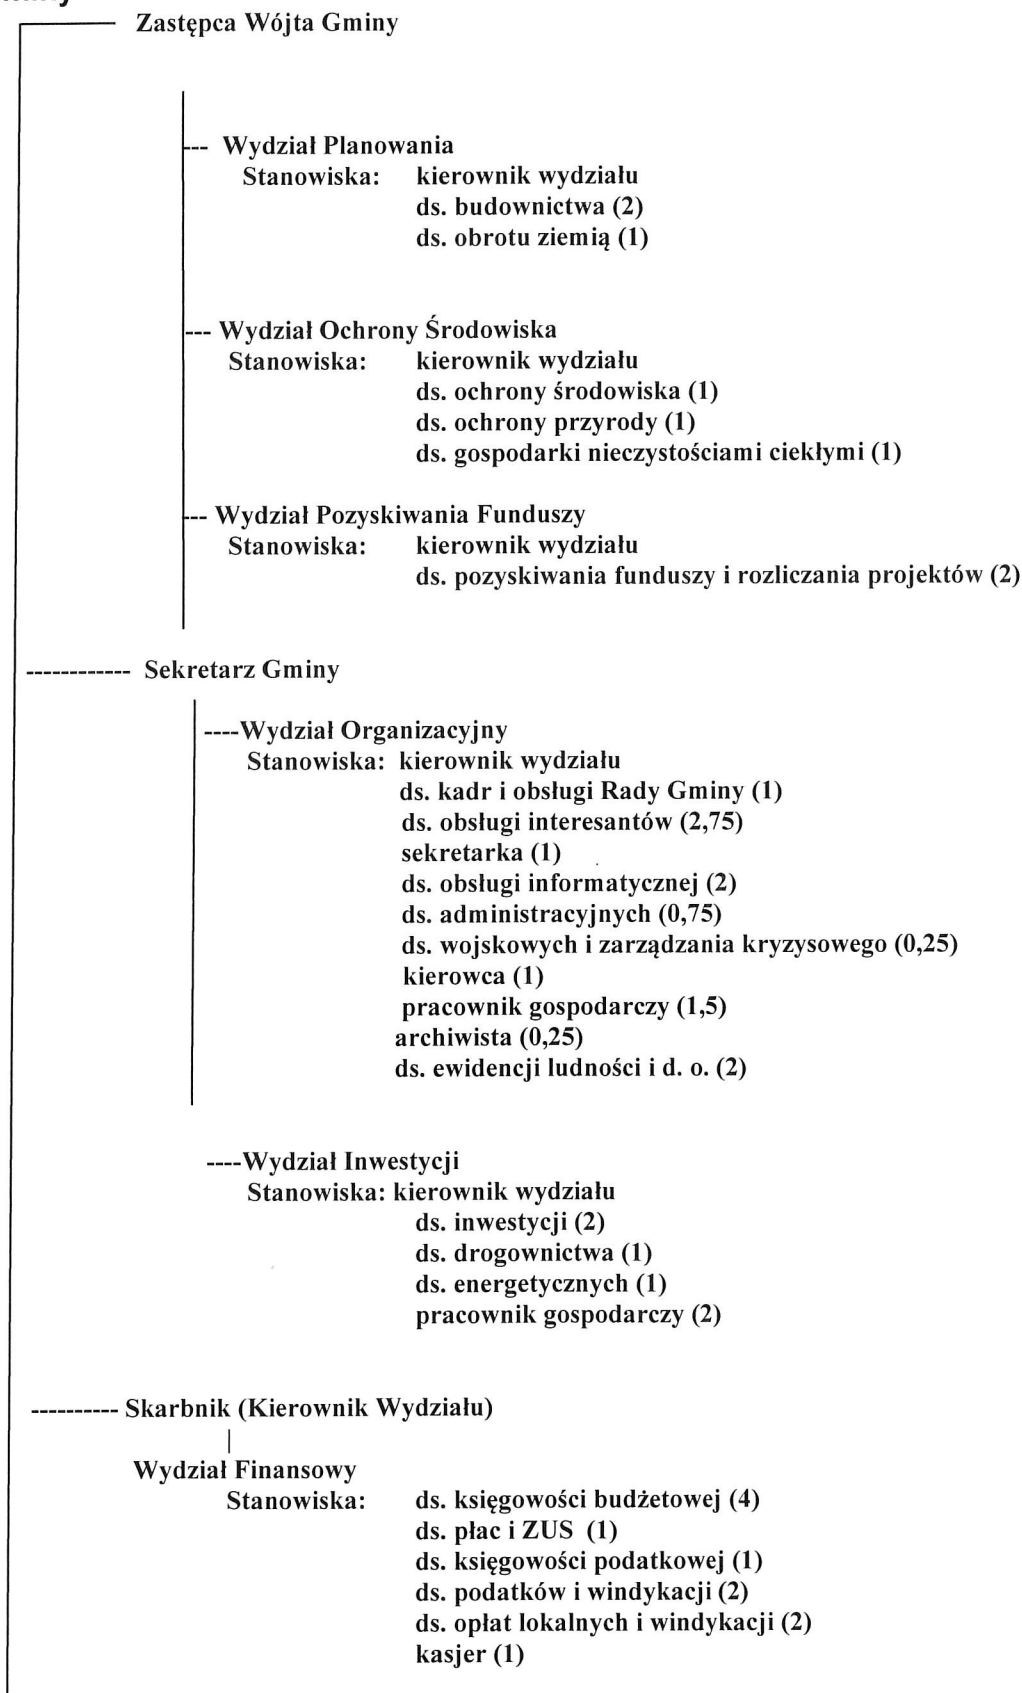 Zastępca Wójta Gminy
--- Wydział Planowania
Stanowiska: kierownik wydziału
ds. budownictwa (2)
ds. obrotu ziemią (1)
--- Wydział Ochrony Środowiska
Stanowiska: kierownik wydziału
ds. ochrony środowiska (1)
ds. ochrony przyrody (1)
ds. gospodarki nieczystościami ciekłymi (1)
--- Wydział Pozyskiwania Funduszy
Stanowiska: kierownik wydziału
ds. pozyskiwania funduszy i rozliczania projektów (2)
------------ Sekretarz Gminy
----Wydział Organizacyjny
Stanowiska: kierownik wydziału
ds. kadr i obsługi Rady Gminy (1)
ds. obsługi interesantów (2,75)
sekretarka (1)
ds. obsługi informatycznej (2)
ds. administracyjnych (0,75)
ds. wojskowych i zarządzania kryzysowego (0,25)
kierowca (1)
pracownik gospodarczy (1,5)
archiwista (0,25)
ds. ewidencji ludności i d. o. (2)
----Wydział Inwestycji
Stanowiska: kierownik wydziału
ds. inwestycji (2)
ds. drogownictwa (1)
ds. energetycznych (1)
pracownik gospodarczy (2)
---------- Skarbnik (Kierownik Wydziału)
Wydział Finansowy
Stanowiska: ds. księgowości budżetowej (4)
ds. płac i ZUS (1)
ds. księgowości podatkowej (1)
ds. podatków i windykacji (2)
ds. opłat lokalnych i windykacji (2)
kasjer (1)